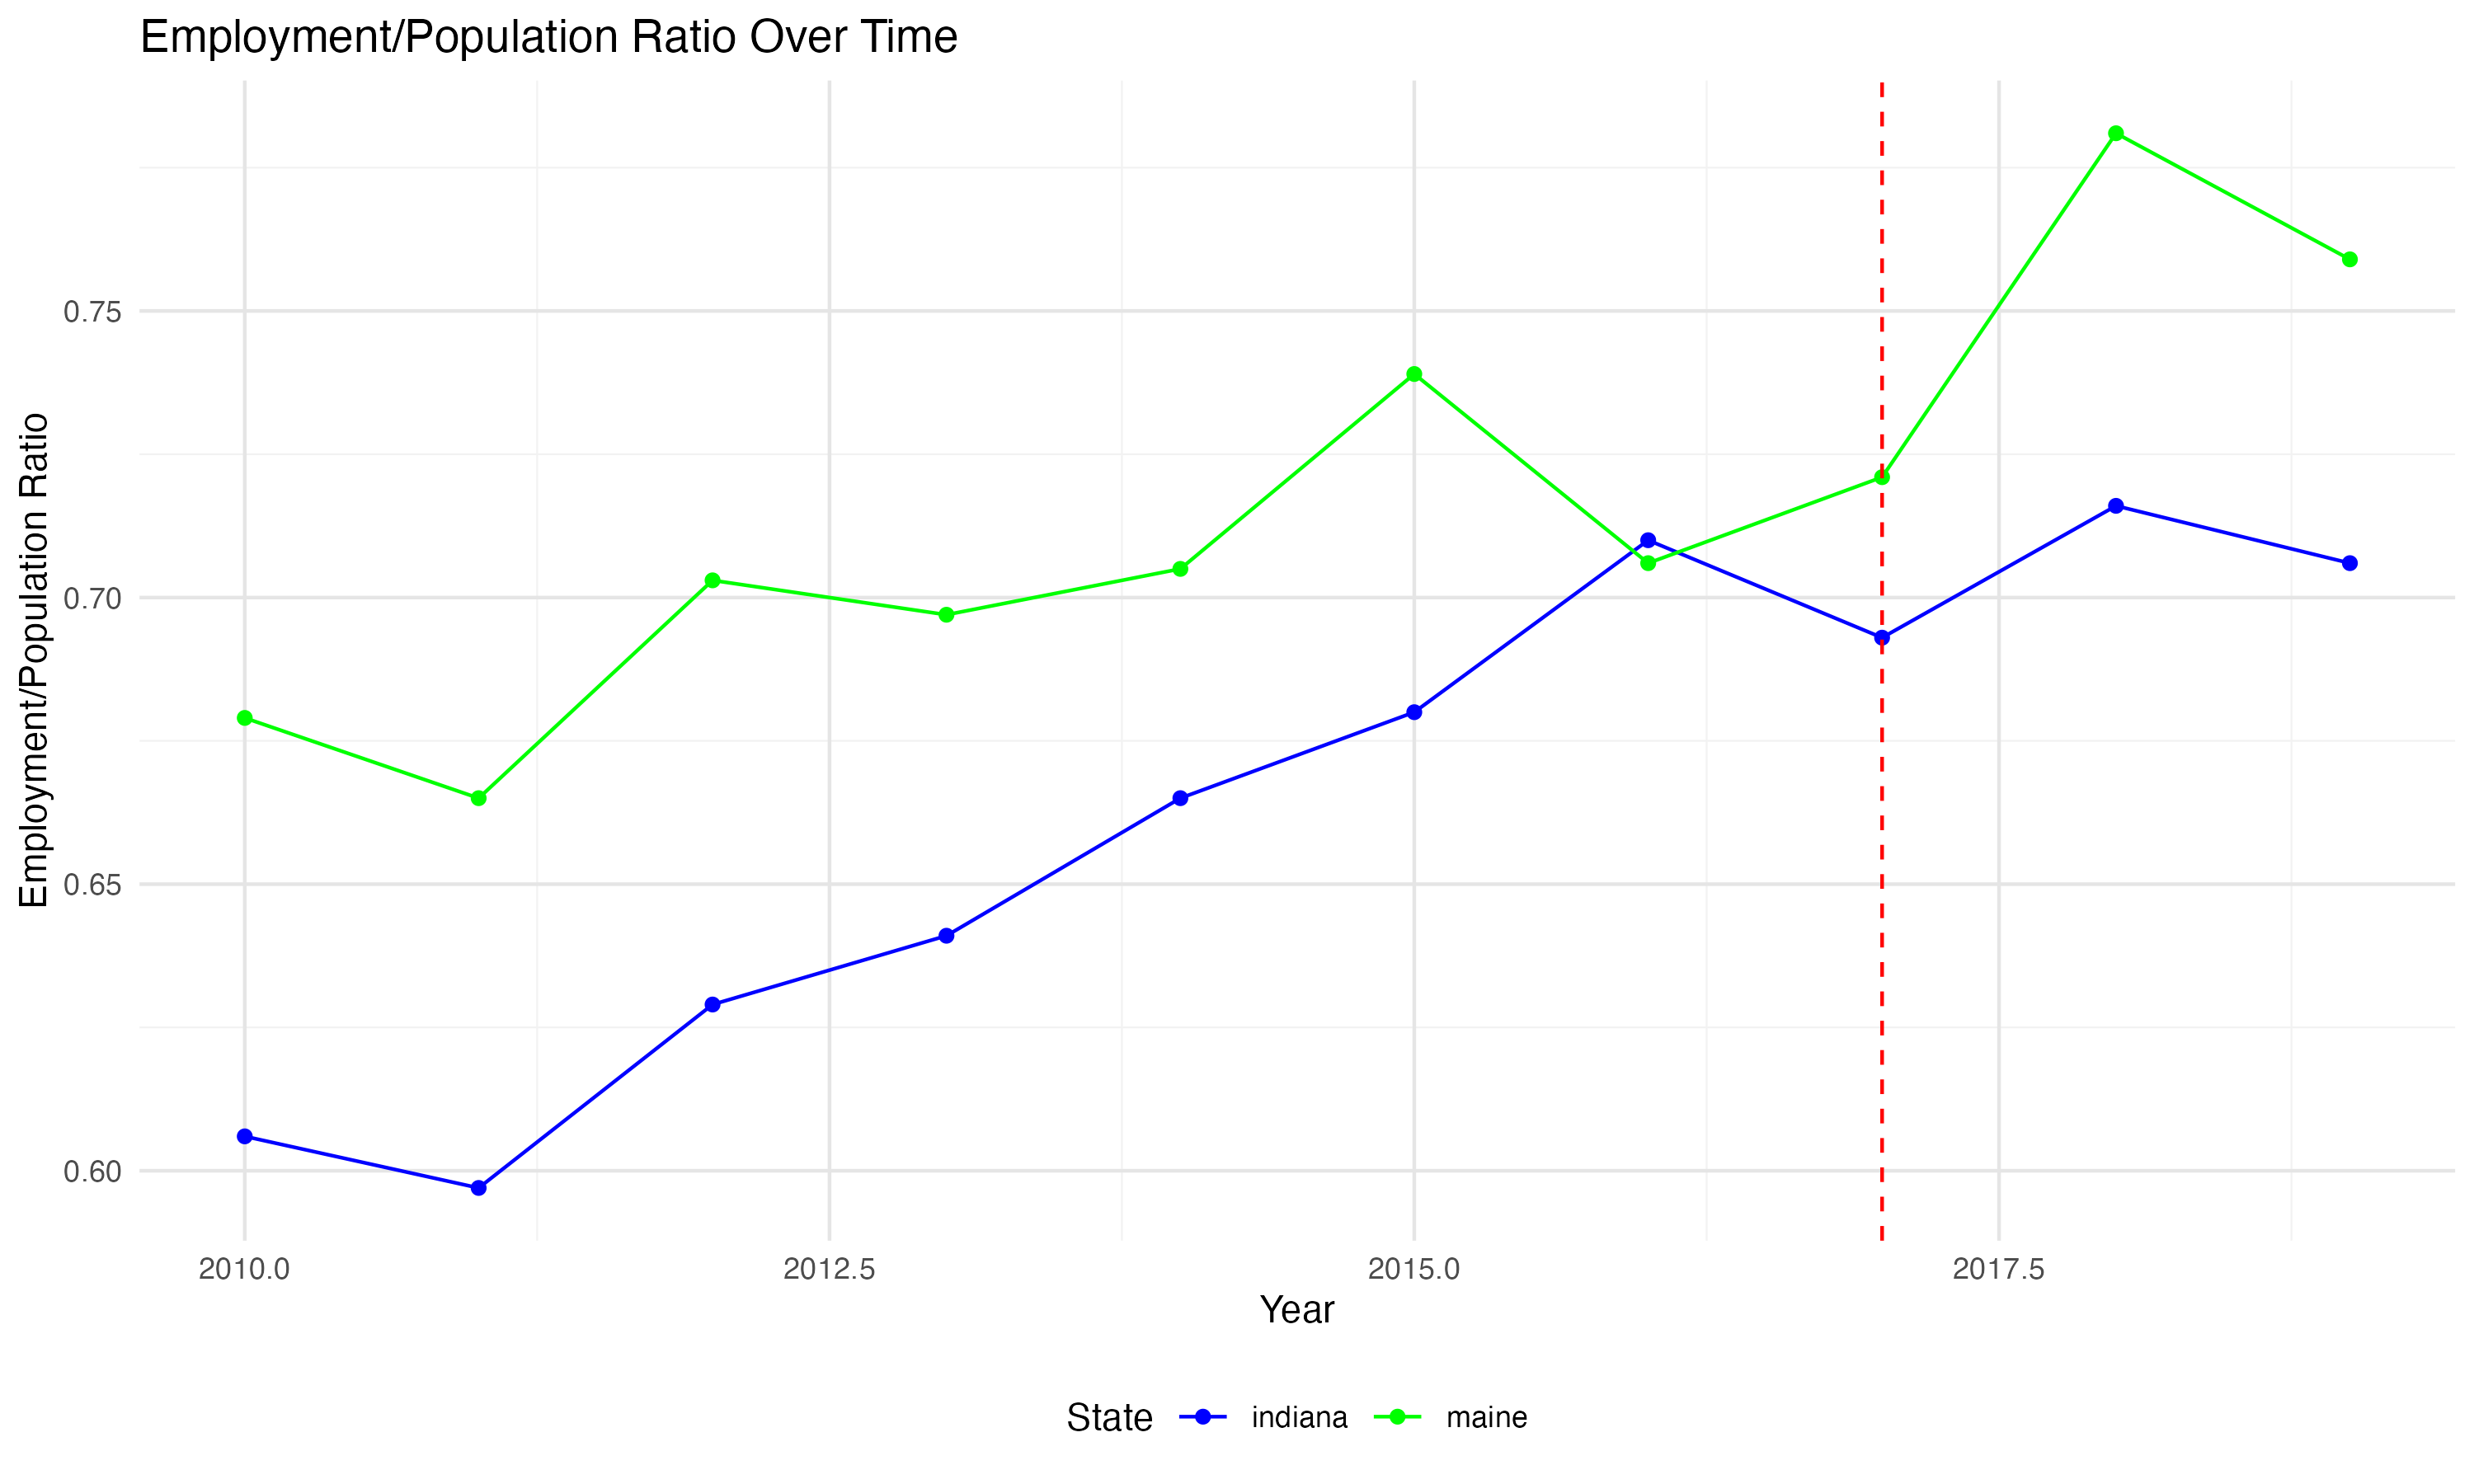 Employment/Population Ratio Over Time
Employment/Population Ratio
0.75
0.70
0.65
0.60
2010.0 2012.5 2015.0 2017.5
Year
State indiana maine